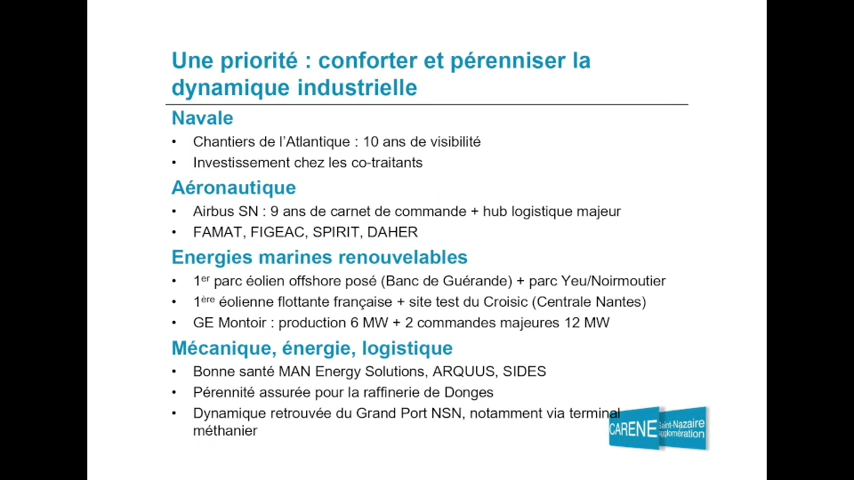 Une priorité : conforter et pérenniser la
dynamique industrielle
Navale
• Chantiers de l'Atlantique : 10 ans de visibilité
• Investissement chez les co-traitants
Aéronautique
• Airbus SN : 9 ans de carnet de commande + hub logistique majeur
• FAMAT, FIGEAC, SPIRIT, DAHER
Energies marines renouvelables
• 1er parc éolien offshore posé (Banc de Guérande) + parc Yeu/Noirmoutier
• 1ère éolienne flottante française + site test du Croisic (Centrale Nantes)
• GE Montoir : production 6 MW + 2 commandes majeures 12 MW
Mécanique, énergie, logistique
• Bonne santé MAN Energy Solutions, ARQUUS, SIDES
• Pérennité assurée pour la raffinerie de Donges
• Dynamique retrouvée du Grand Port NSN, notamment via terminal
méthanier
CARENE
Saint-Nazaire
agglomération